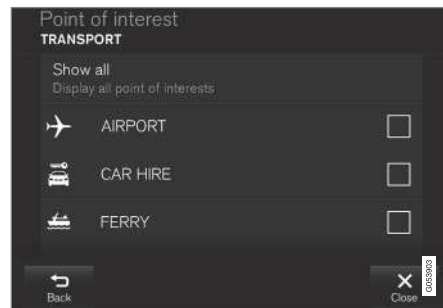 Point of interest
TRANSPORT
Show all
Display all point of interests
AIRPORT
CAR HIRE
FERRY
Back
Close
G053903